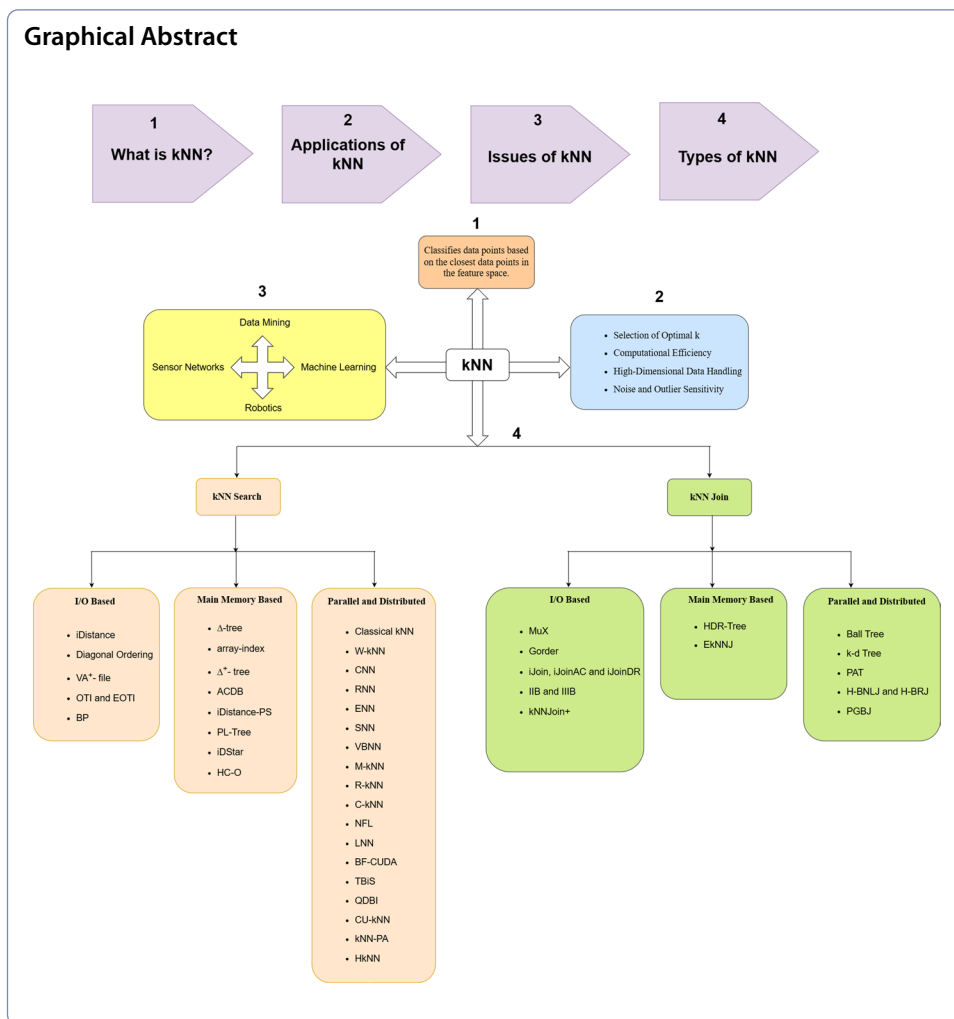 Graphical Abstract
1
What is kNN?
2
Applications of
kNN
3
Issues of kNN
4
Types of kNN
1
Classifies data points based
on the closest data points in
the feature space.
3
Data Mining
Sensor Networks
Machine Learning
Robotics
kNN
2
• Selection of Optimal k
• Computational Efficiency
• High-Dimensional Data Handling
• Noise and Outlier Sensitivity
4
kNN Search
kNN Join
I/O Based
• iDistance
• Diagonal Ordering
• VA⁺- file
• OTI and EOTI
• BP
Main Memory Based
• Δ-tree
• array-index
• Δ⁺- tree
• ACDB
• iDistance-PS
• PL-Tree
• iDStar
• HC-O
Parallel and Distributed
• Classical kNN
• W-kNN
• CNN
• RNN
• ENN
• SNN
• VBNN
• M-kNN
• R-kNN
• C-kNN
• NFL
• LNN
• BF-CUDA
• TBiS
• QDBI
• CU-kNN
• kNN-PA
• HkNN
I/O Based
• MuX
• Gorder
• iJoin, iJoinAC and iJoinDR
• IIB and IIIB
• kNNJoin+
Main Memory Based
• HDR-Tree
• EkNNJ
Parallel and Distributed
• Ball Tree
• k-d Tree
• PAT
• H-BNLJ and H-BRJ
• PGBJ